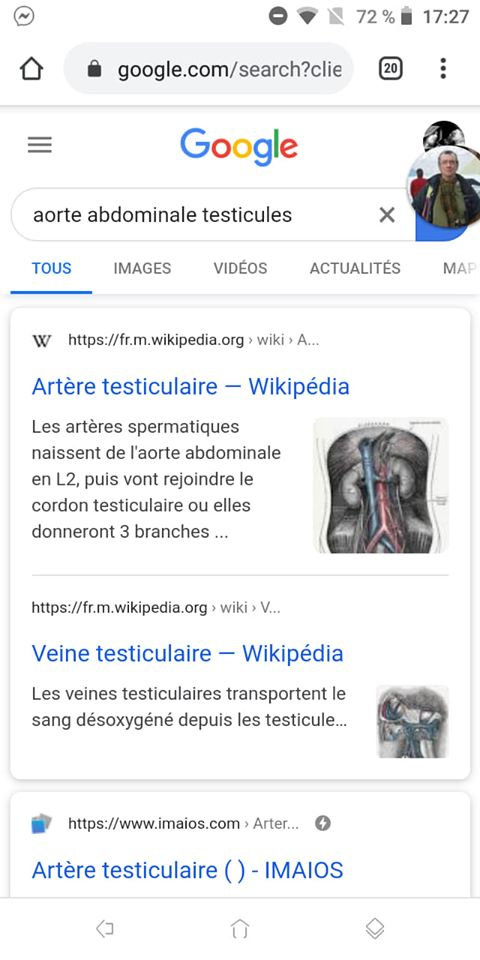 72 % 17:27
google.com/search?clie
20
Google
aorte abdominale testicules
TOUS IMAGES VIDÉOS ACTUALITÉS MAP
W https://fr.m.wikipedia.org › wiki › A...
Artère testiculaire — Wikipédia
Les artères spermatiques
naissent de l'aorte abdominale
en L2, puis vont rejoindre le
cordon testiculaire ou elles
donneront 3 branches ...
https://fr.m.wikipedia.org › wiki › V...
Veine testiculaire — Wikipédia
Les veines testiculaires transportent le
sang désoxygéné depuis les testicule...
https://www.imaios.com › Arter...
Artère testiculaire ( ) - IMAIOS